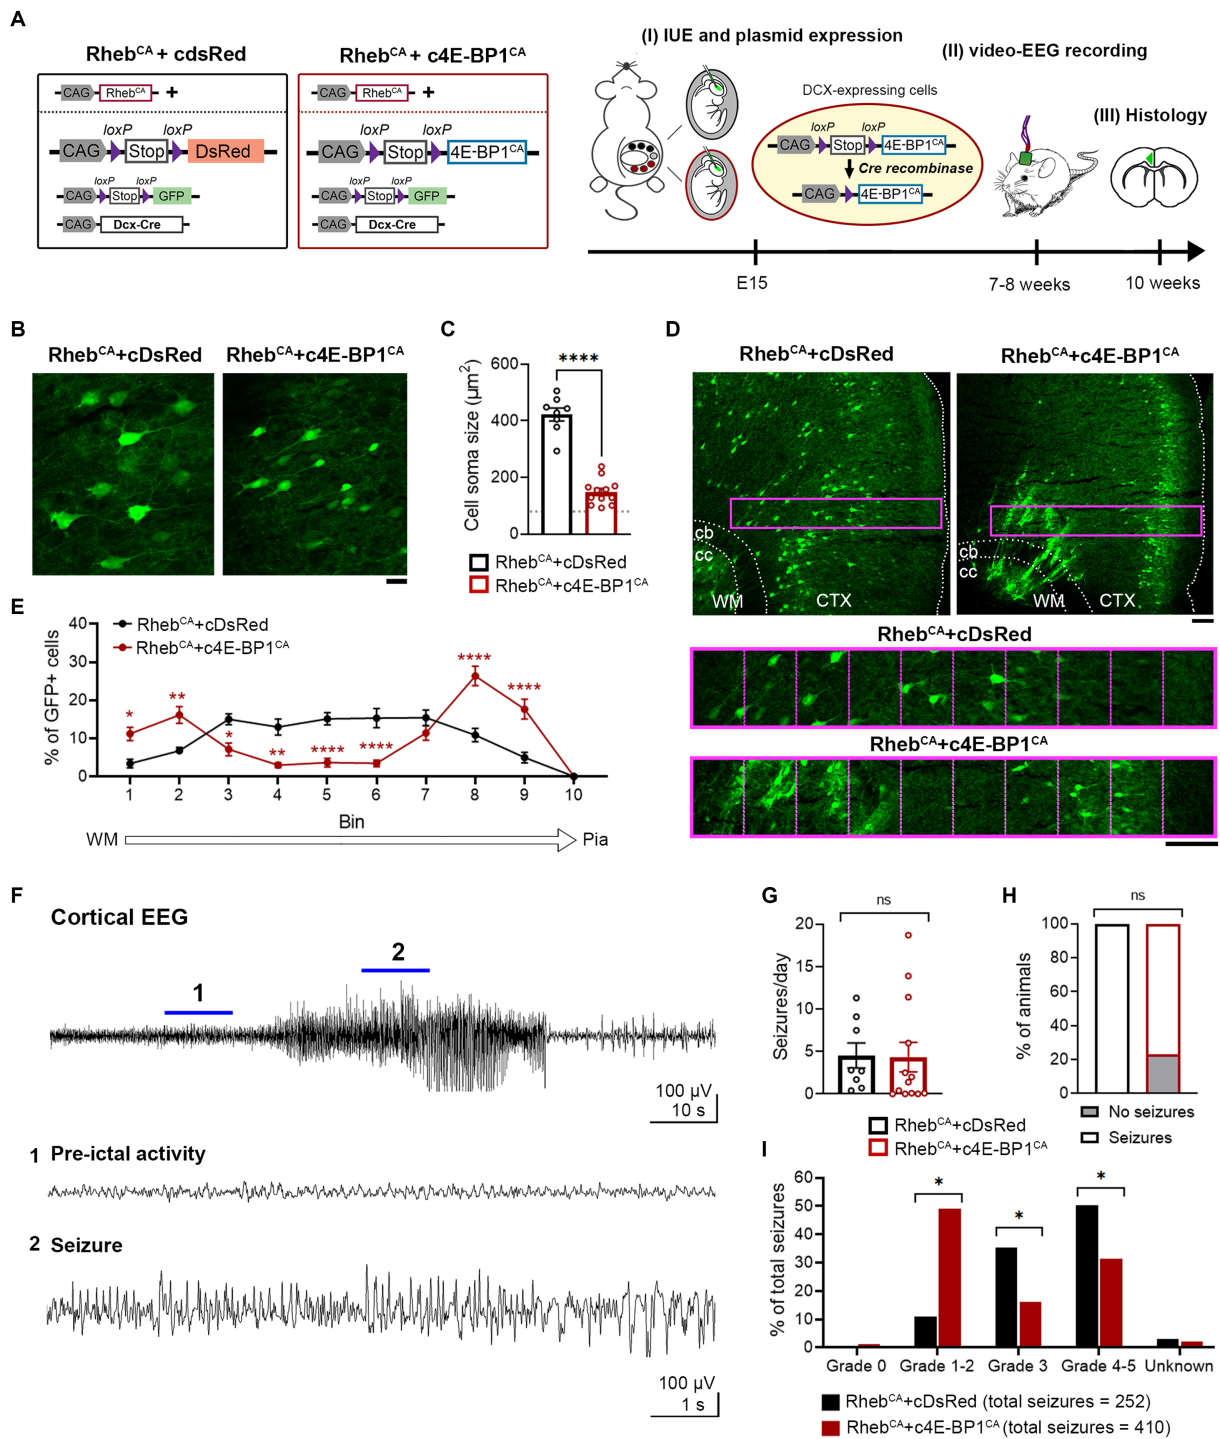 A
Rheb^CA + cdsRed
Rheb^CA + c4E-BP1^CA
CAG Rheb^CA +
CAG Rheb^CA +
loxP loxP
CAG Stop DsRed
loxP loxP
CAG Stop 4E-BP1^CA
loxP loxP
CAG Stop GFP
loxP loxP
CAG Stop GFP
CAG Dcx-Cre
CAG Dcx-Cre
(I) IUE and plasmid expression
(II) video-EEG recording
(III) Histology
DCX-expressing cells
loxP loxP
CAG Stop 4E-BP1^CA
Cre recombinase
CAG 4E-BP1^CA
E15
7-8 weeks
10 weeks
B
Rheb^CA+cDsRed
Rheb^CA+c4E-BP1^CA
C
Cell soma size (µm²)
600
400
200
0
****
Rheb^CA+cDsRed
Rheb^CA+c4E-BP1^CA
D
Rheb^CA+cDsRed
Rheb^CA+c4E-BP1^CA
cb
cc
WM
CTX
cb
cc
WM
CTX
Rheb^CA+cDsRed
Rheb^CA+c4E-BP1^CA
E
% of GFP+ cells
40
30
20
10
0
Rheb^CA+cDsRed
Rheb^CA+c4E-BP1^CA
* ** * ** **** **** **** ****
1 2 3 4 5 6 7 8 9 10
Bin
WM
Pia
F
Cortical EEG
1
2
100 µV
10 s
1 Pre-ictal activity
2 Seizure
100 µV
1 s
G
Seizures/day
20
15
10
5
0
ns
Rheb^CA+cDsRed
Rheb^CA+c4E-BP1^CA
H
% of animals
100
80
60
40
20
0
ns
No seizures
Seizures
I
% of total seizures
60
50
40
30
20
10
0
* * *
Grade 0 Grade 1-2 Grade 3 Grade 4-5 Unknown
Rheb^CA+cDsRed (total seizures = 252)
Rheb^CA+c4E-BP1^CA (total seizures = 410)